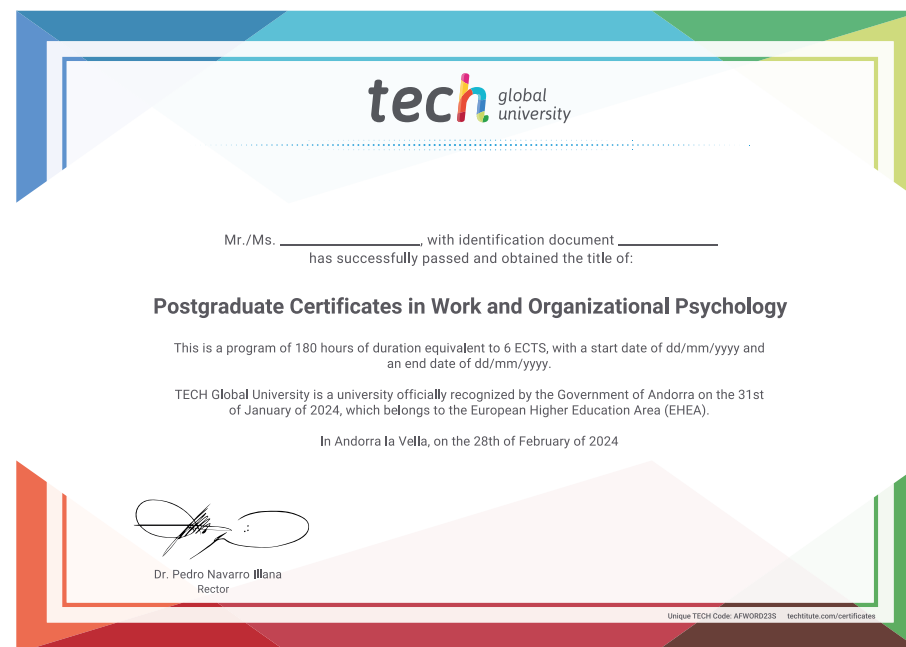 tech global
university
Mr./Ms. ____________________, with identification document ______________
has successfully passed and obtained the title of:
Postgraduate Certificates in Work and Organizational Psychology
This is a program of 180 hours of duration equivalent to 6 ECTS, with a start date of dd/mm/yyyy and
an end date of dd/mm/yyyy.
TECH Global University is a university officially recognized by the Government of Andorra on the 31st
of January of 2024, which belongs to the European Higher Education Area (EHEA).
In Andorra la Vella, on the 28th of February of 2024
Dr. Pedro Navarro Illana
Rector
Unique TECH Code: AFWORD23S techtitute.com/certificates